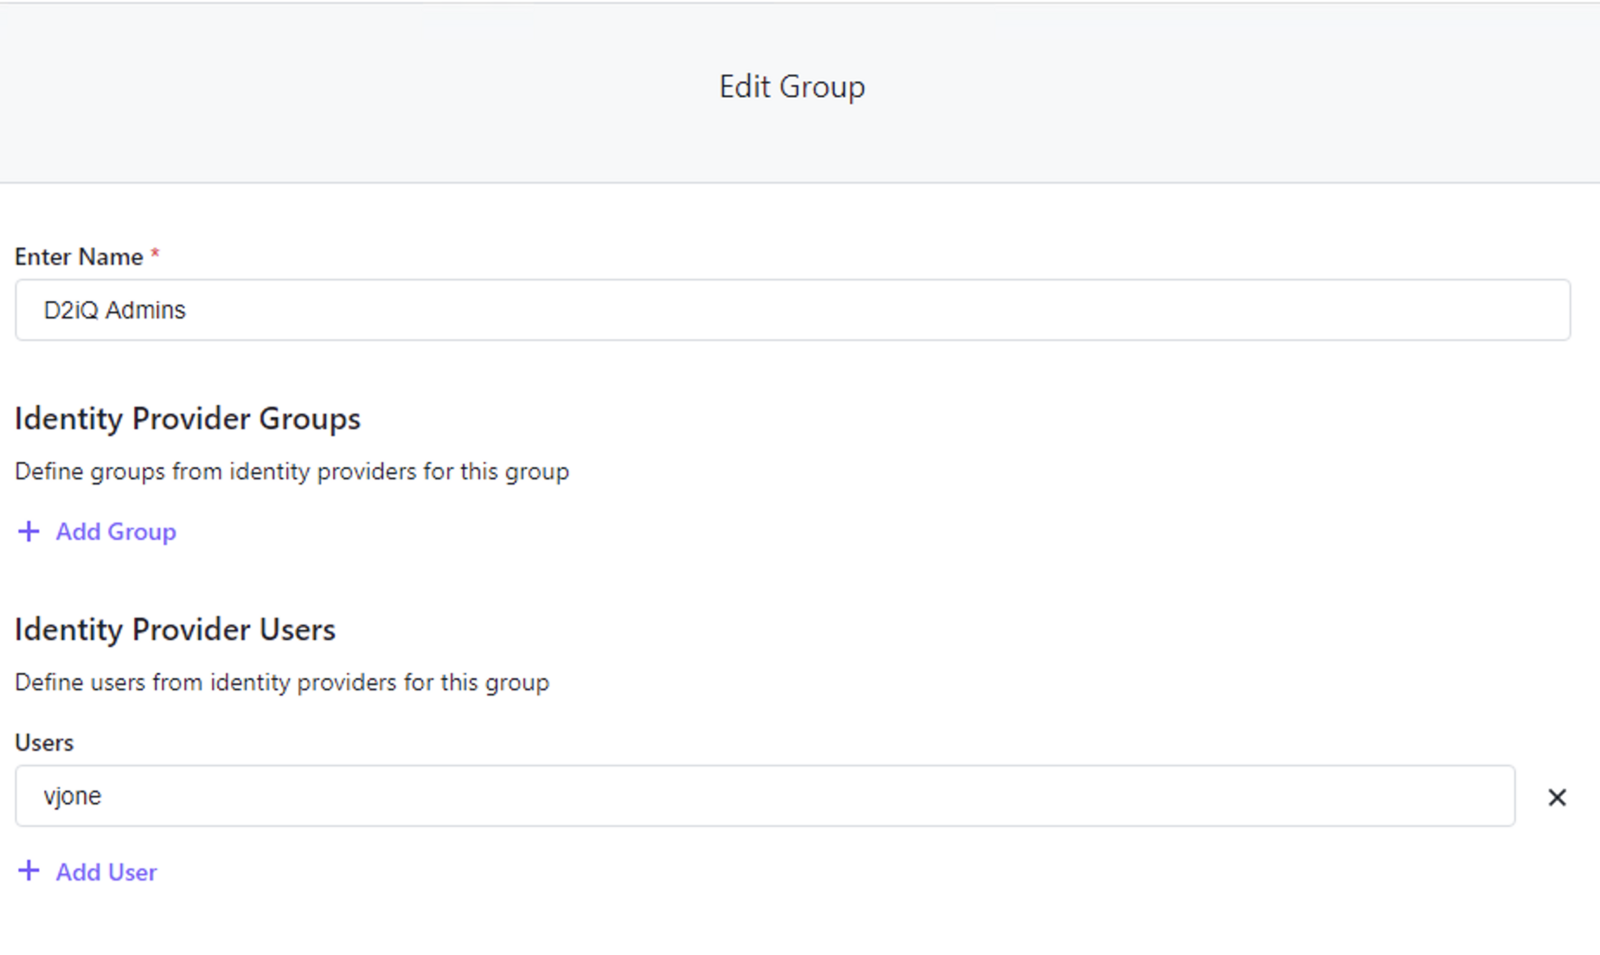 Edit Group
Enter Name *
D2iQ Admins
Identity Provider Groups
Define groups from identity providers for this group
+ Add Group
Identity Provider Users
Define users from identity providers for this group
Users
vjone ×
+ Add User